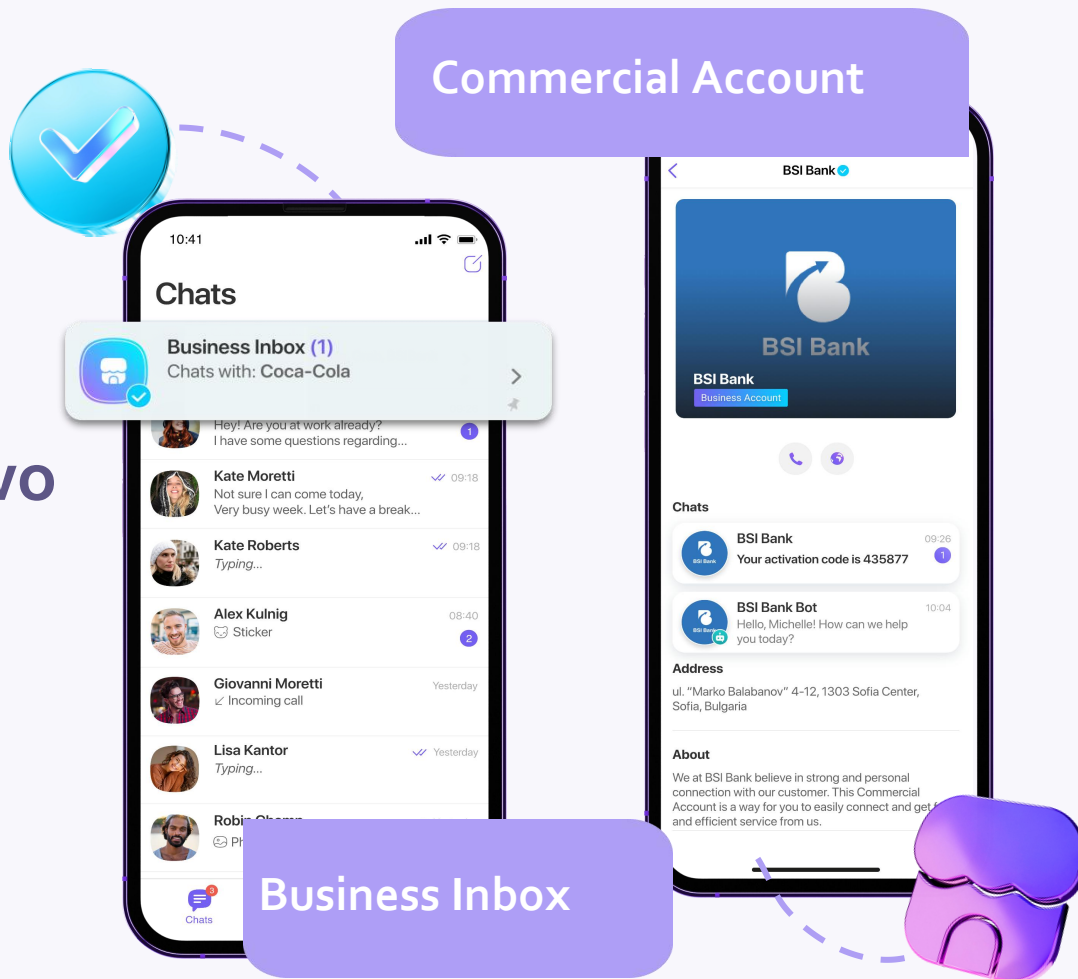 Commercial Account
10:41
Chats
Business Inbox (1)
Chats with: Coca-Cola
Hey! Are you at work already?
I have some questions regarding...
1
Kate Moretti
09:18
Not sure I can come today,
Very busy week. Let's have a break...
Kate Roberts
09:18
Typing...
Alex Kulnig
08:40
Sticker
2
Giovanni Moretti
Yesterday
Incoming call
Lisa Kantor
Yesterday
Typing...
3
Chats
Business Inbox
vo
BSI Bank
BSI Bank
BSI Bank
Business Account
Chats
BSI Bank
BSI Bank
09:26
Your activation code is 435877
1
BSI Bank
BSI Bank Bot
10:04
Hello, Michelle! How can we help
you today?
Address
ul. “Marko Balabanov” 4-12, 1303 Sofia Center,
Sofia, Bulgaria
About
We at BSI Bank believe in strong and personal
connection with our customer. This Commercial
Account is a way for you to easily connect and get
and efficient service from us.